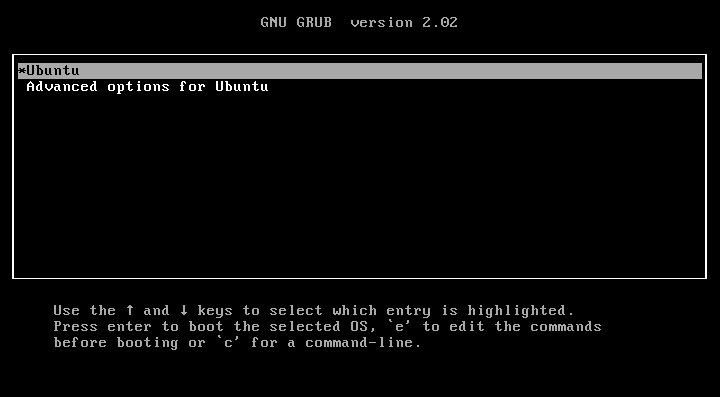 GNU GRUB  version 2.02
*Ubuntu
Advanced options for Ubuntu
Use the ↑ and ↓ keys to select which entry is highlighted.
Press enter to boot the selected OS, `e' to edit the commands
before booting or `c' for a command-line.